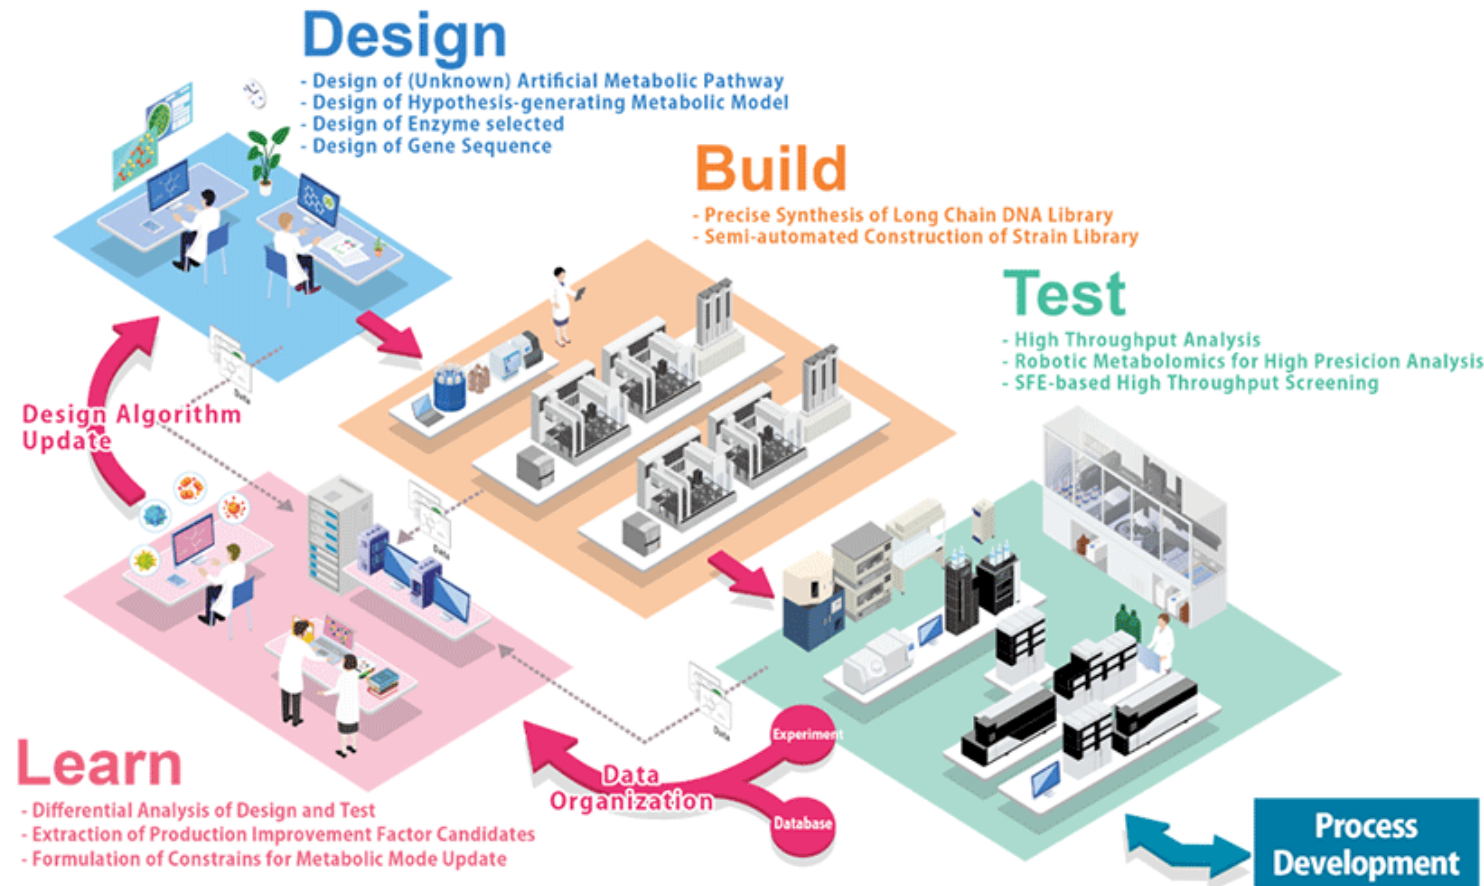 Design
- Design of (Unknown) Artificial Metabolic Pathway
- Design of Hypothesis-generating Metabolic Model
- Design of Enzyme selected
- Design of Gene Sequence
Build
- Precise Synthesis of Long Chain DNA Library
- Semi-automated Construction of Strain Library
Test
- High Throughput Analysis
- Robotic Metabolomics for High Presicion Analysis
- SFE-based High Throughput Screening
Data
Design Algorithm
Update
Data
Data
Experiment
Data
Organization
Database
Learn
- Differential Analysis of Design and Test
- Extraction of Production Improvement Factor Candidates
- Formulation of Constrains for Metabolic Mode Update
Process
Development